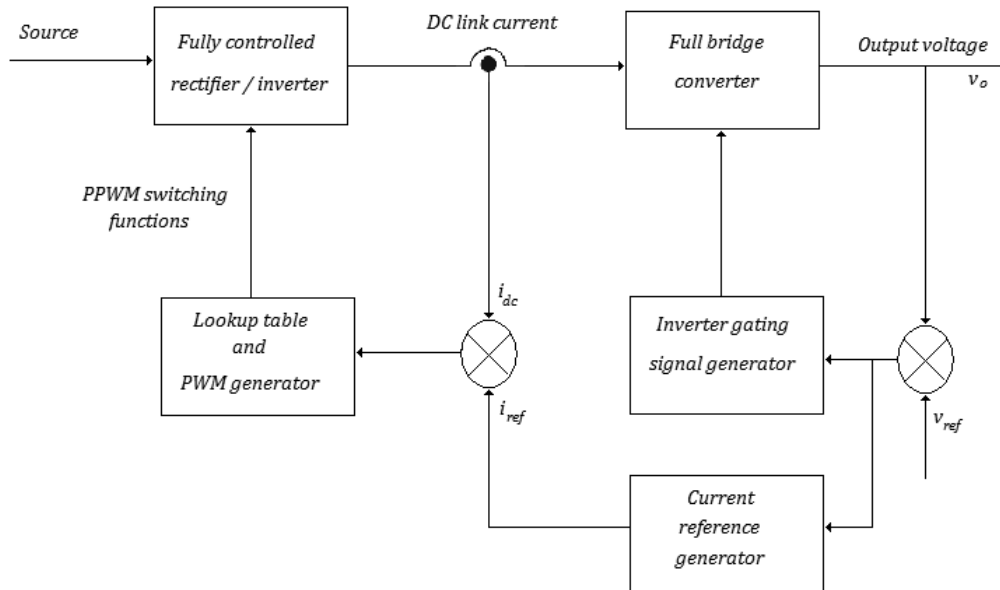 Source
Fully controlled
rectifier / inverter
DC link current
Full bridge
converter
Output voltage
v_o
PPWM switching
functions
Lookup table
and
PWM generator
i_dc
i_ref
Inverter gating
signal generator
v_ref
Current
reference
generator